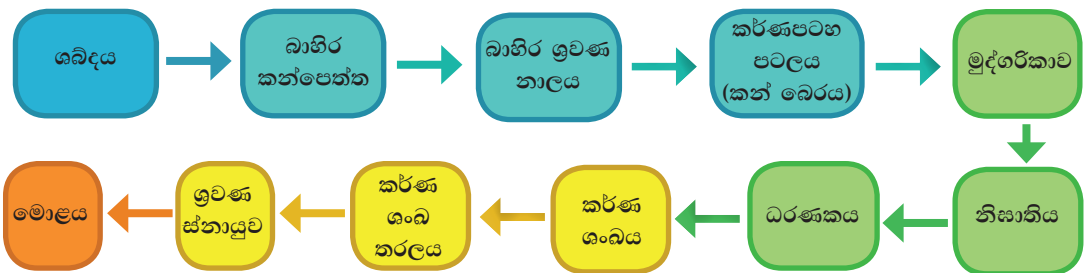 ශබ්දය
බාහිර
කන්පෙත්ත
බාහිර ශ්‍රවණ
නාලය
කර්ණපටහ
පටලය
(කන් බෙරය)
මුද්ගරිකාව
නිඝාතිය
ධරණකය
කර්ණ
ශංඛය
කර්ණ
ශංඛ
තරලය
ශ්‍රවණ
ස්නායුව
මොළය